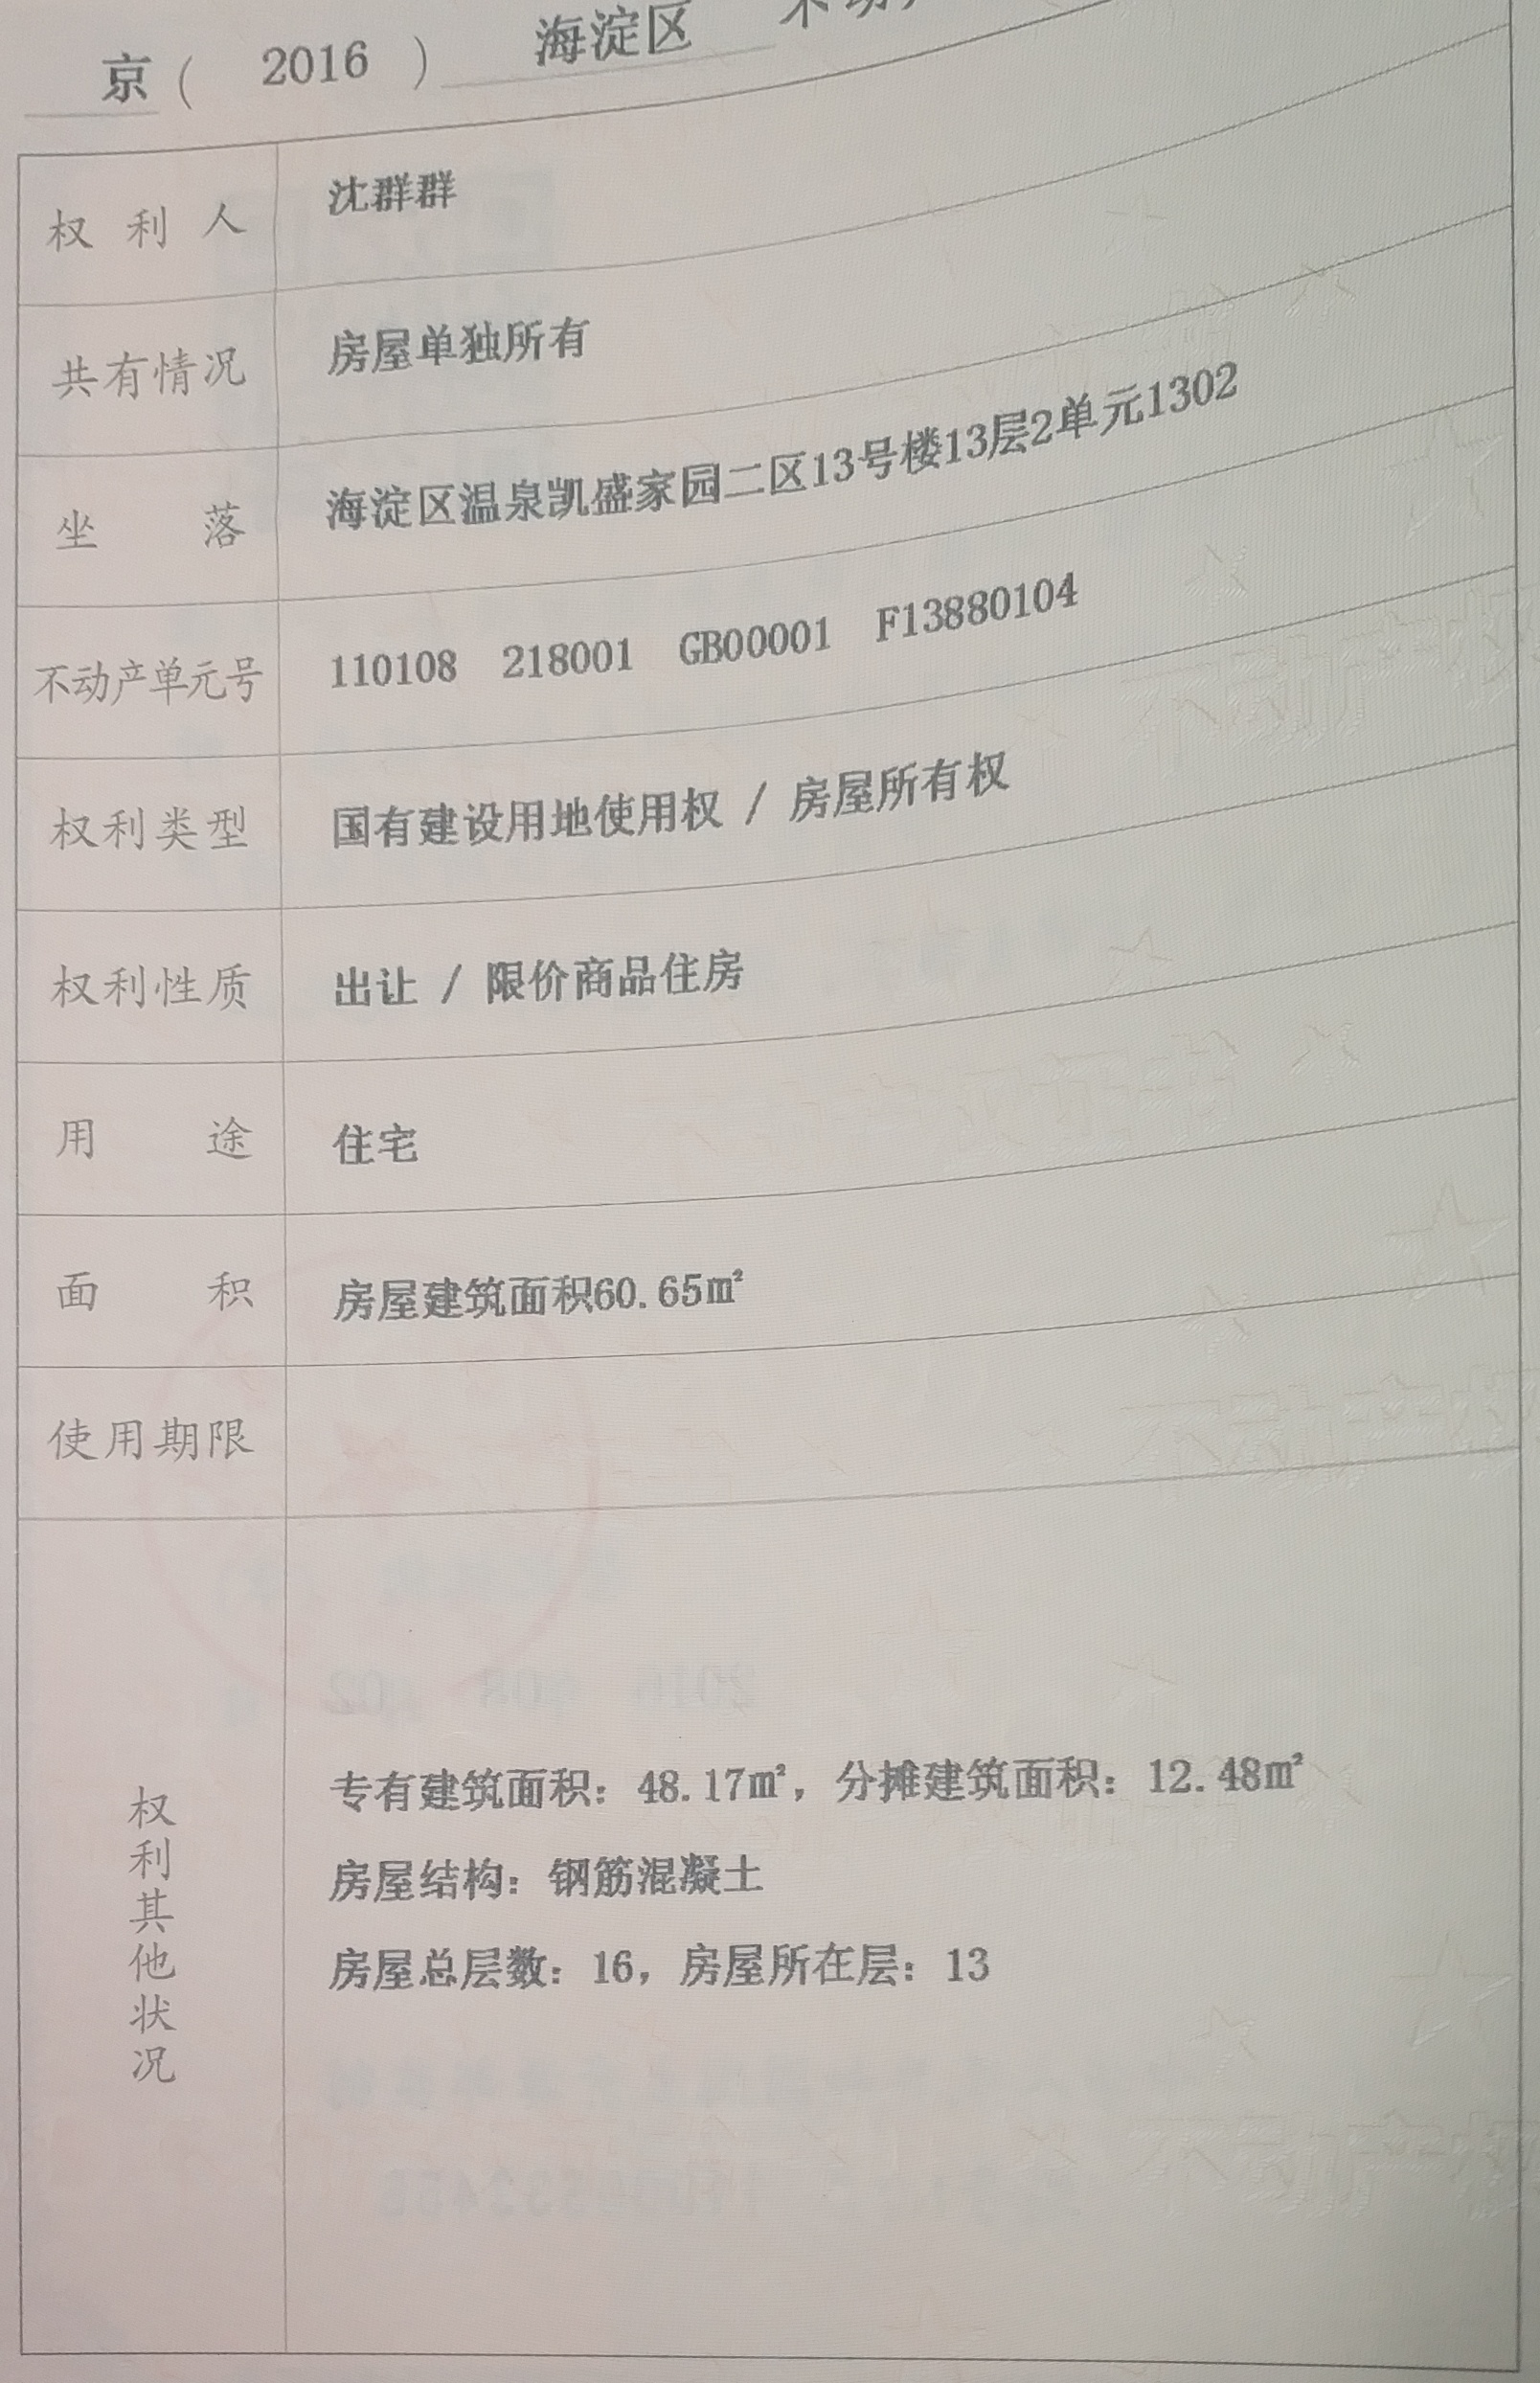 京（ 2016 ） 海淀区 不动
权利人 沈群群
共有情况 房屋单独所有
坐落 海淀区温泉凯盛家园二区13号楼13层2单元1302
不动产单元号 110108 218001 GB00001 F13880104
权利类型 国有建设用地使用权 / 房屋所有权
权利性质 出让 / 限价商品住房
用途 住宅
面积 房屋建筑面积60.65㎡
使用期限
权利其他状况
专有建筑面积：48.17㎡，分摊建筑面积：12.48㎡
房屋结构：钢筋混凝土
房屋总层数：16，房屋所在层：13